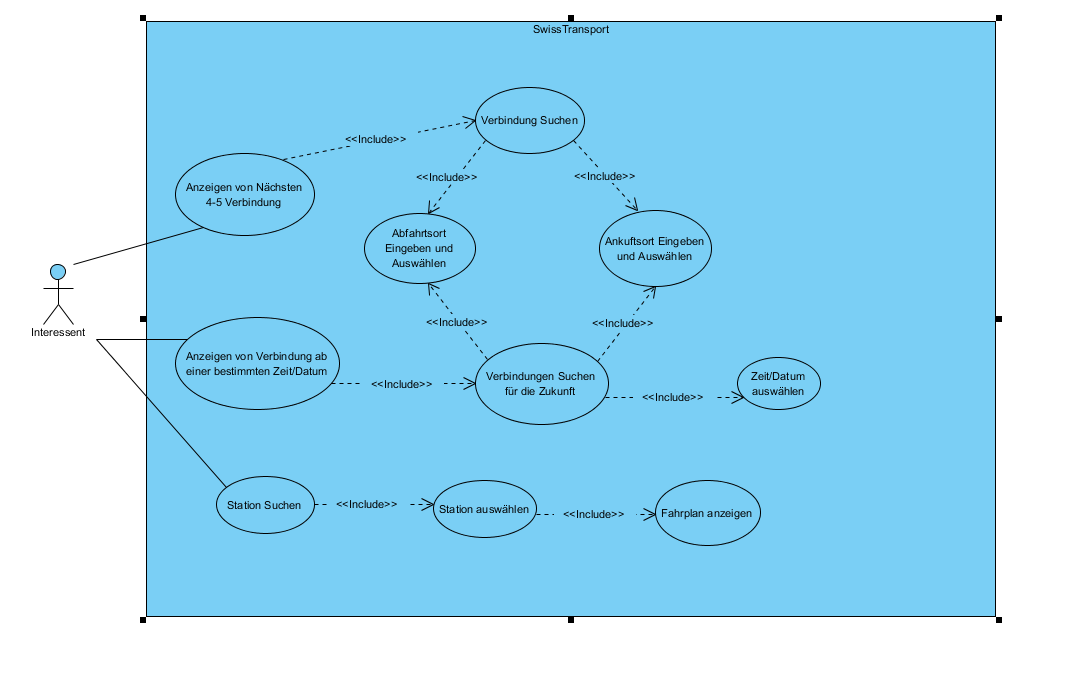 SwissTransport
Verbindung Suchen
<<Include>>
<<Include>>
<<Include>>
Anzeigen von Nächsten
4-5 Verbindung
Abfahrtsort
Eingeben und
Auswählen
Ankuftsort Eingeben
und Auswählen
Interessent
<<Include>>
<<Include>>
Anzeigen von Verbindung ab
einer bestimmten Zeit/Datum
<<Include>>
Verbindungen Suchen
für die Zukunft
<<Include>>
Zeit/Datum
auswählen
Station Suchen
<<Include>>
Station auswählen
<<Include>>
Fahrplan anzeigen